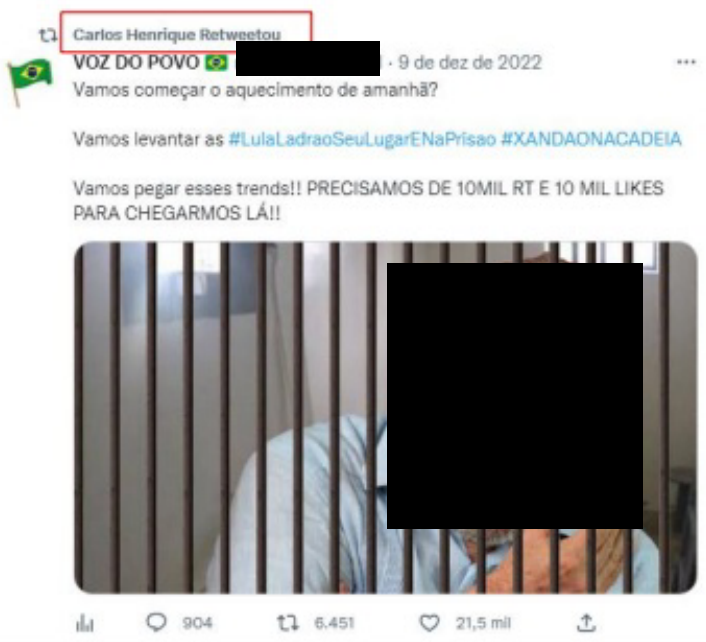 Carlos Henrique Retweetou
VOZ DO POVO · 9 de dez de 2022
Vamos começar o aquecimento de amanhã?
Vamos levantar as #LulaLadraoSeuLugarENaPrisao #XANDAONACADEIA
Vamos pegar esses trends!! PRECISAMOS DE 10MIL RT E 10 MIL LIKES
PARA CHEGARMOS LÁ!!
904 6.451 21,5 mil